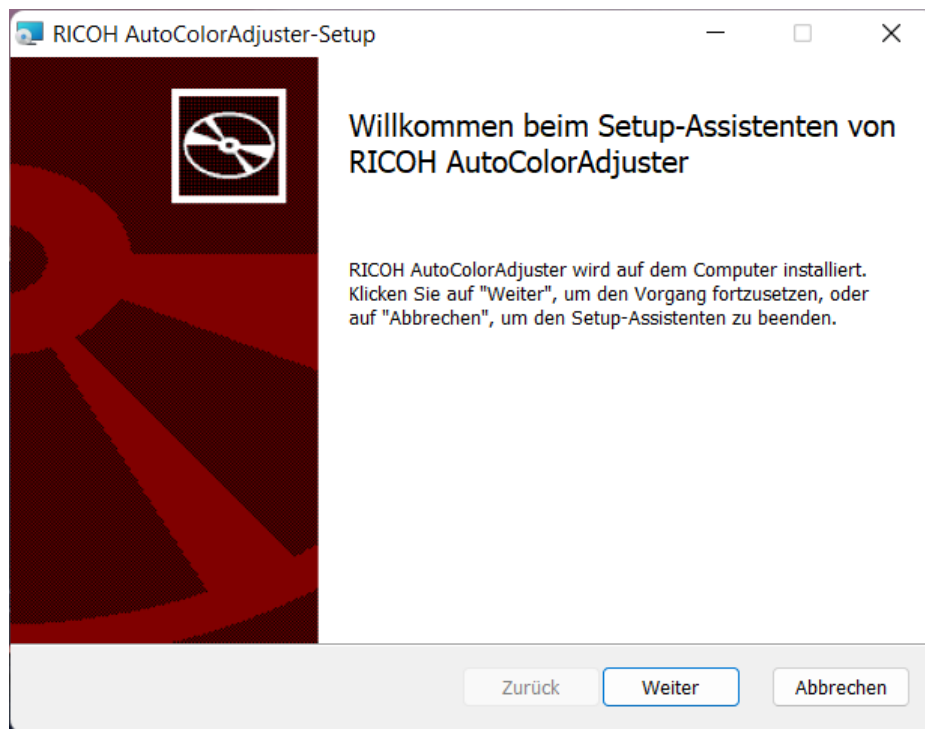 RICOH AutoColorAdjuster-Setup
Willkommen beim Setup-Assistenten von
RICOH AutoColorAdjuster
RICOH AutoColorAdjuster wird auf dem Computer installiert.
Klicken Sie auf "Weiter", um den Vorgang fortzusetzen, oder
auf "Abbrechen", um den Setup-Assistenten zu beenden.
Zurück Weiter Abbrechen